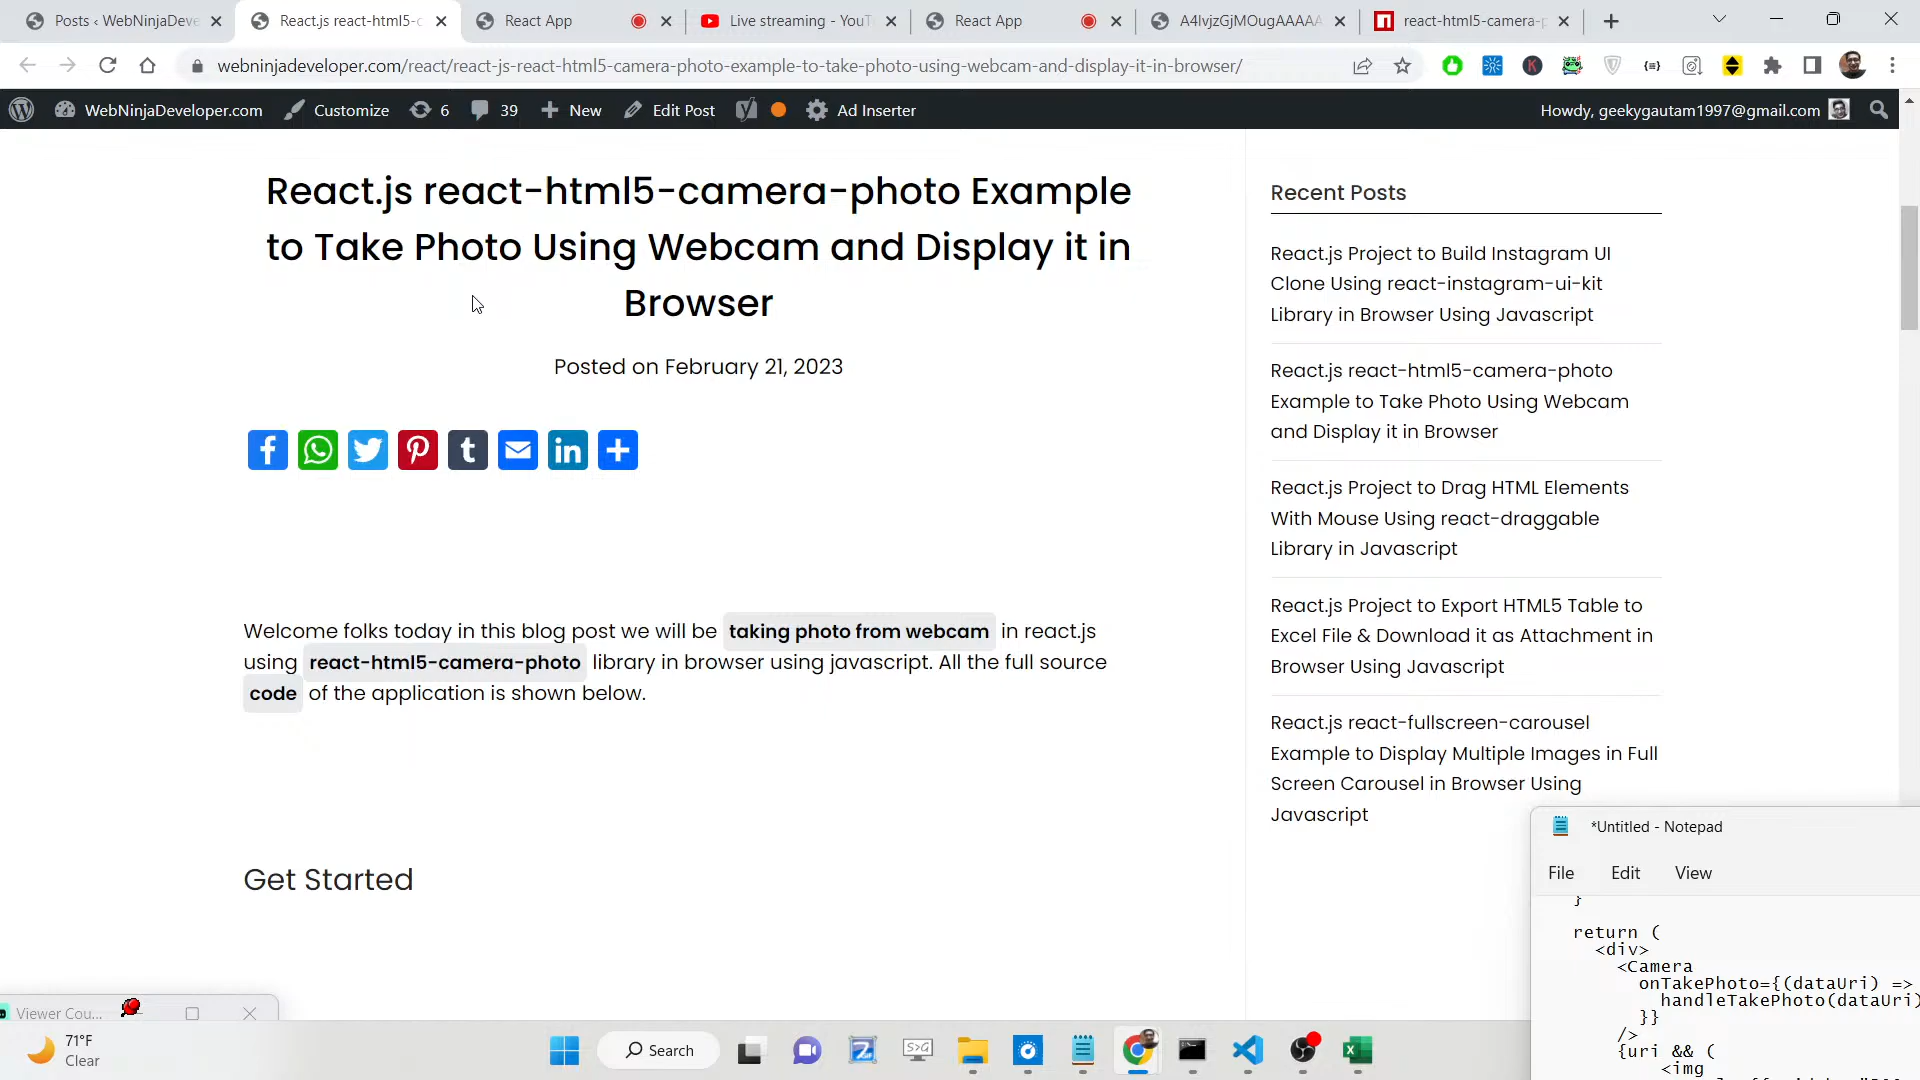 Posts ‹ WebNinjaDeve
React.js react-html5-c
React App
Live streaming - YouT
React App
A4IvjzGjMOugAAAAA
react-html5-camera-p
webninjadeveloper.com/react/react-js-react-html5-camera-photo-example-to-take-photo-using-webcam-and-display-it-in-browser/
WebNinjaDeveloper.com
Customize
6
39
New
Edit Post
Ad Inserter
Howdy, geekygautam1997@gmail.com
React.js react-html5-camera-photo Example
to Take Photo Using Webcam and Display it in
Browser
Posted on February 21, 2023
Welcome folks today in this blog post we will be taking photo from webcam in react.js
using react-html5-camera-photo library in browser using javascript. All the full source
code of the application is shown below.
Get Started
Recent Posts
React.js Project to Build Instagram UI
Clone Using react-instagram-ui-kit
Library in Browser Using Javascript
React.js react-html5-camera-photo
Example to Take Photo Using Webcam
and Display it in Browser
React.js Project to Drag HTML Elements
With Mouse Using react-draggable
Library in Javascript
React.js Project to Export HTML5 Table to
Excel File & Download it as Attachment in
Browser Using Javascript
React.js react-fullscreen-carousel
Example to Display Multiple Images in Full
Screen Carousel in Browser Using
Javascript
*Untitled - Notepad
File
Edit
View
}
return (
<div>
<Camera
onTakePhoto={(dataUri) =>
handleTakePhoto(dataUri)
}}
/>
{uri && (
<img
Viewer Cou...
71°F
Clear
Search